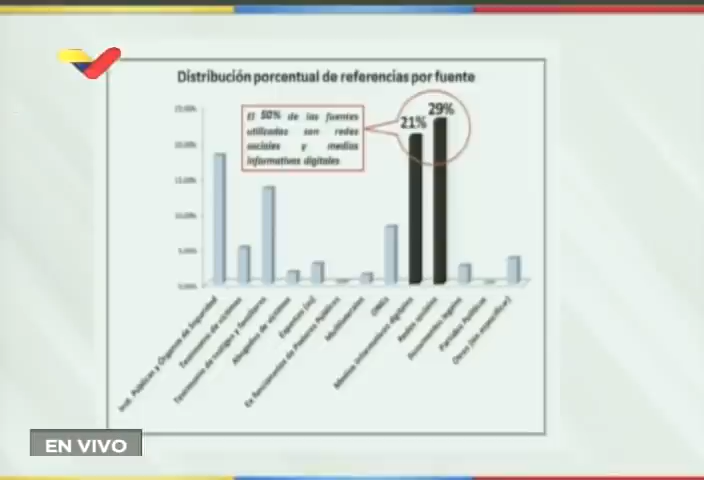 Distribución porcentual de referencias por fuente
25.00%
El 50% de las fuentes
utilizadas son redes
sociales y medios
informativos digitales
21%
29%
20.00%
15.00%
10.00%
5.00%
0.00%
Inst. Públicas y Órganos de Seguridad
Testimonio de víctimas
Testimonio de testigos y familiares
Abogados de víctimas
Expertos (as)
Ex funcionarios de Poderes Públicos
Multilaterales
ONGs
Medios informativos digitales
Redes sociales
Documentos legales
Partidos Políticos
Otros (sin especificar)
EN VIVO